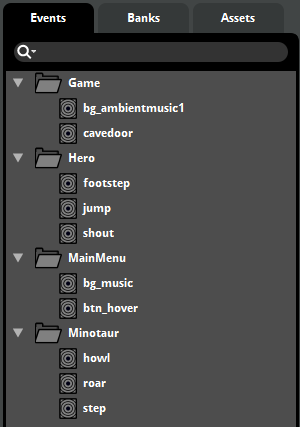 Events Banks Assets
Game
bg_ambientmusic1
cavedoor
Hero
footstep
jump
shout
MainMenu
bg_music
btn_hover
Minotaur
howl
roar
step